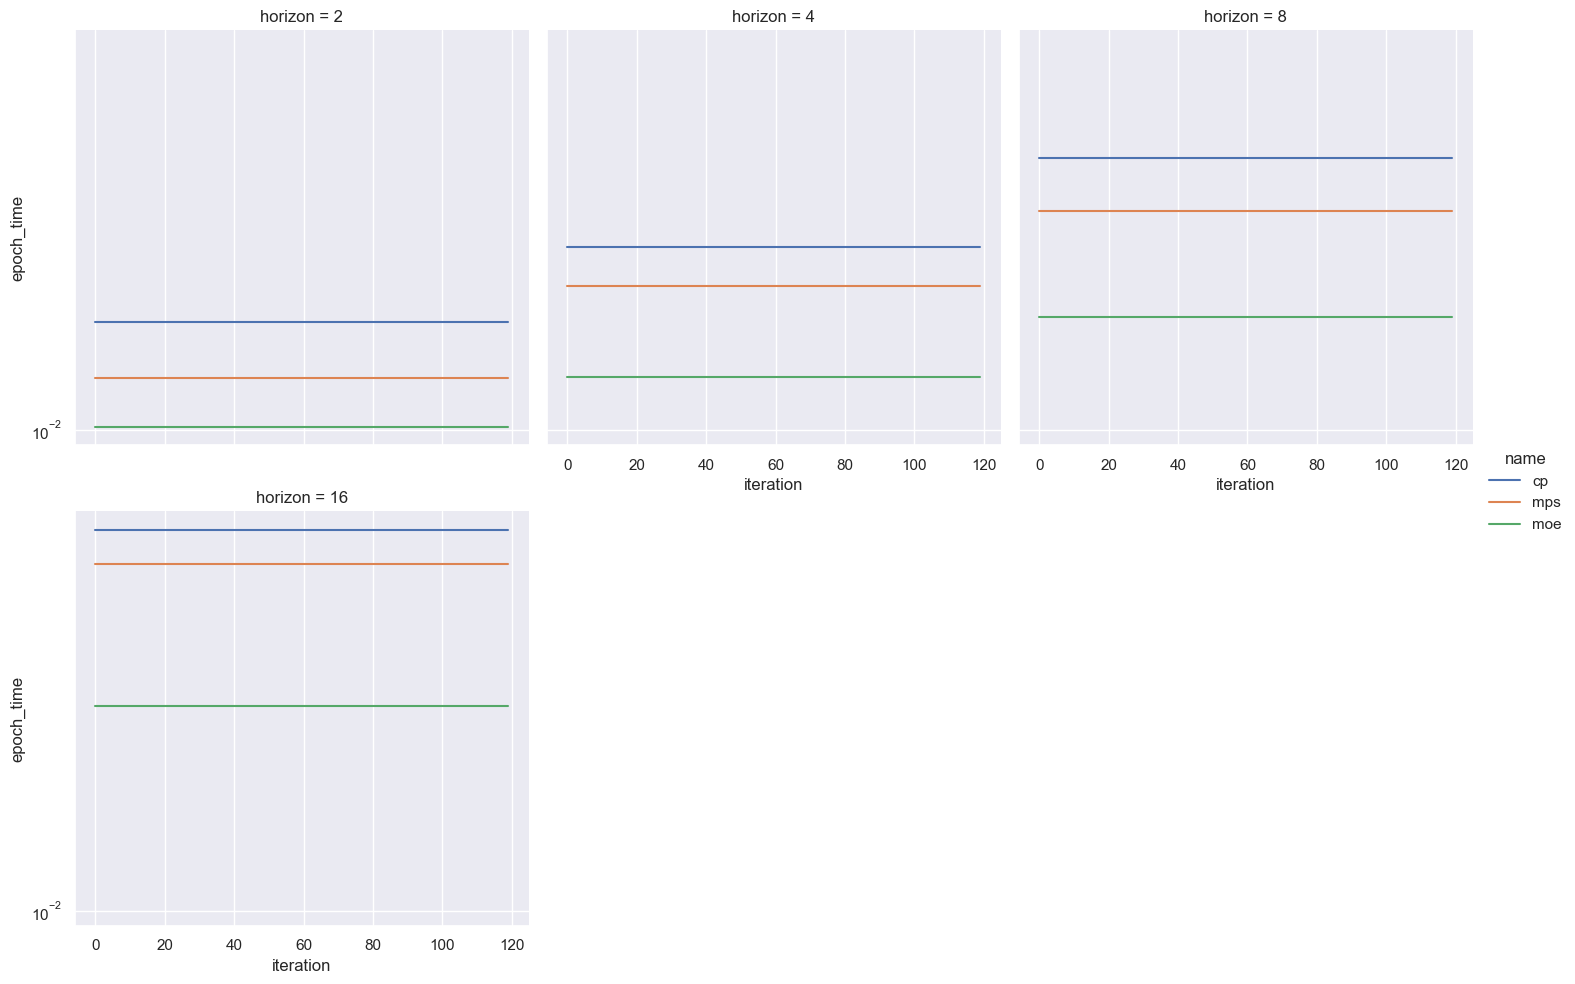 horizon = 2
horizon = 4
horizon = 8
epoch_time
10⁻²
0 20 40 60 80 100 120
iteration
0 20 40 60 80 100 120
iteration
name
cp
mps
moe
horizon = 16
epoch_time
10⁻²
0 20 40 60 80 100 120
iteration